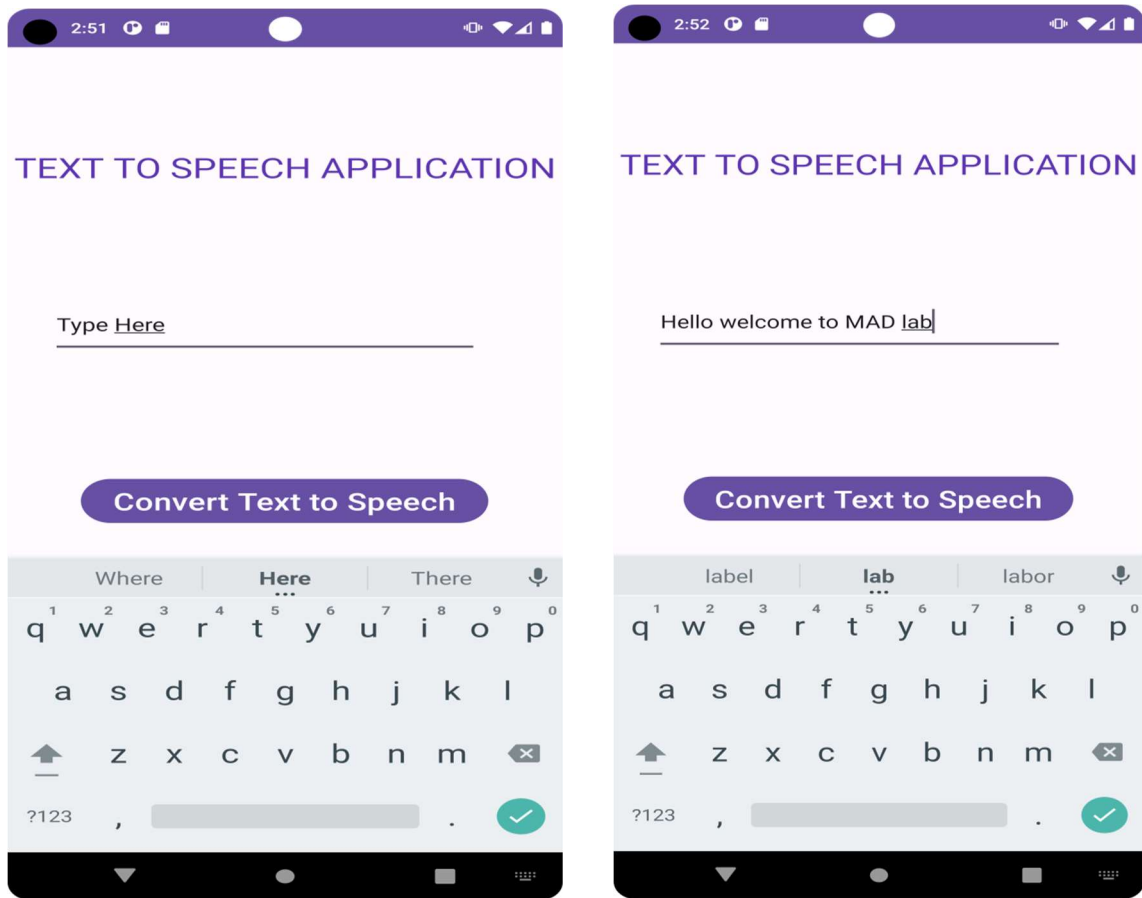 2:51
TEXT TO SPEECH APPLICATION
Type Here
Convert Text to Speech
Where Here There
1 2 3 4 5 6 7 8 9 0
q w e r t y u i o p
a s d f g h j k l
z x c v b n m
?123 , .
2:52
TEXT TO SPEECH APPLICATION
Hello welcome to MAD lab
Convert Text to Speech
label lab labor
1 2 3 4 5 6 7 8 9 0
q w e r t y u i o p
a s d f g h j k l
z x c v b n m
?123 , .